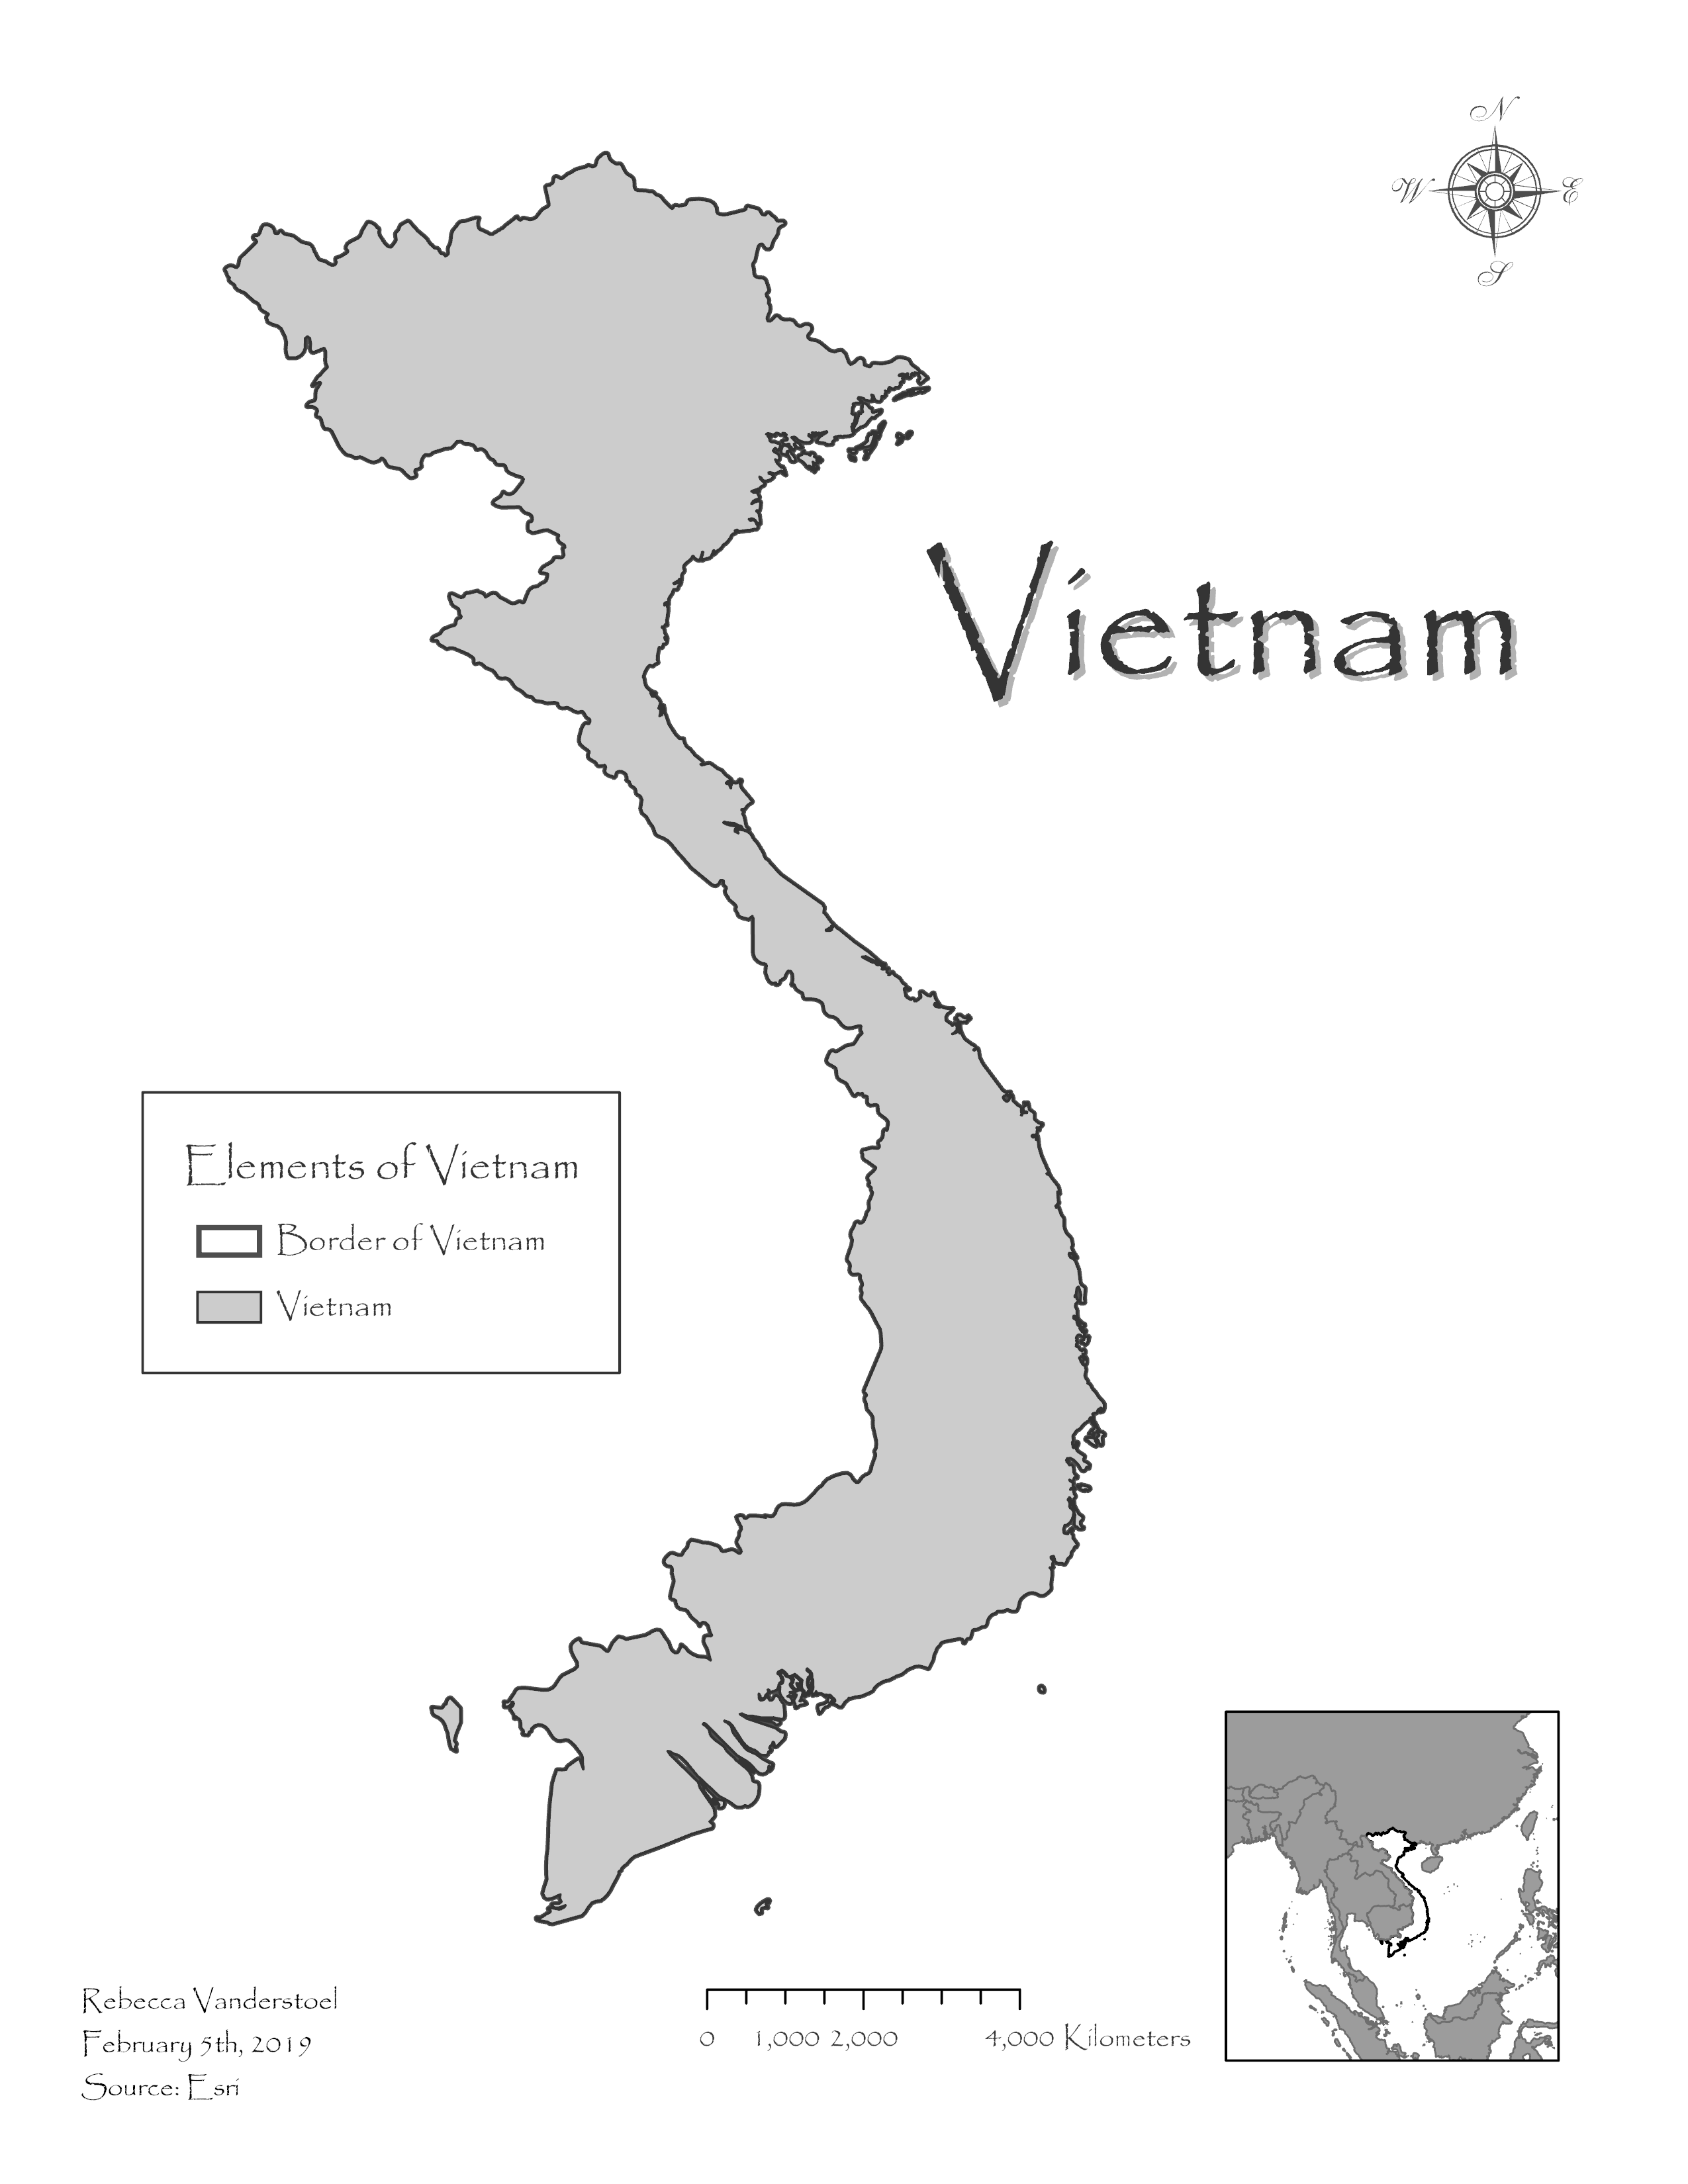 N
W E
S
Vietnam
Elements of Vietnam
Border of Vietnam
Vietnam
Rebecca Vanderstoel
February 5th, 2019
Source: Esri
0 1,000 2,000 4,000 Kilometers